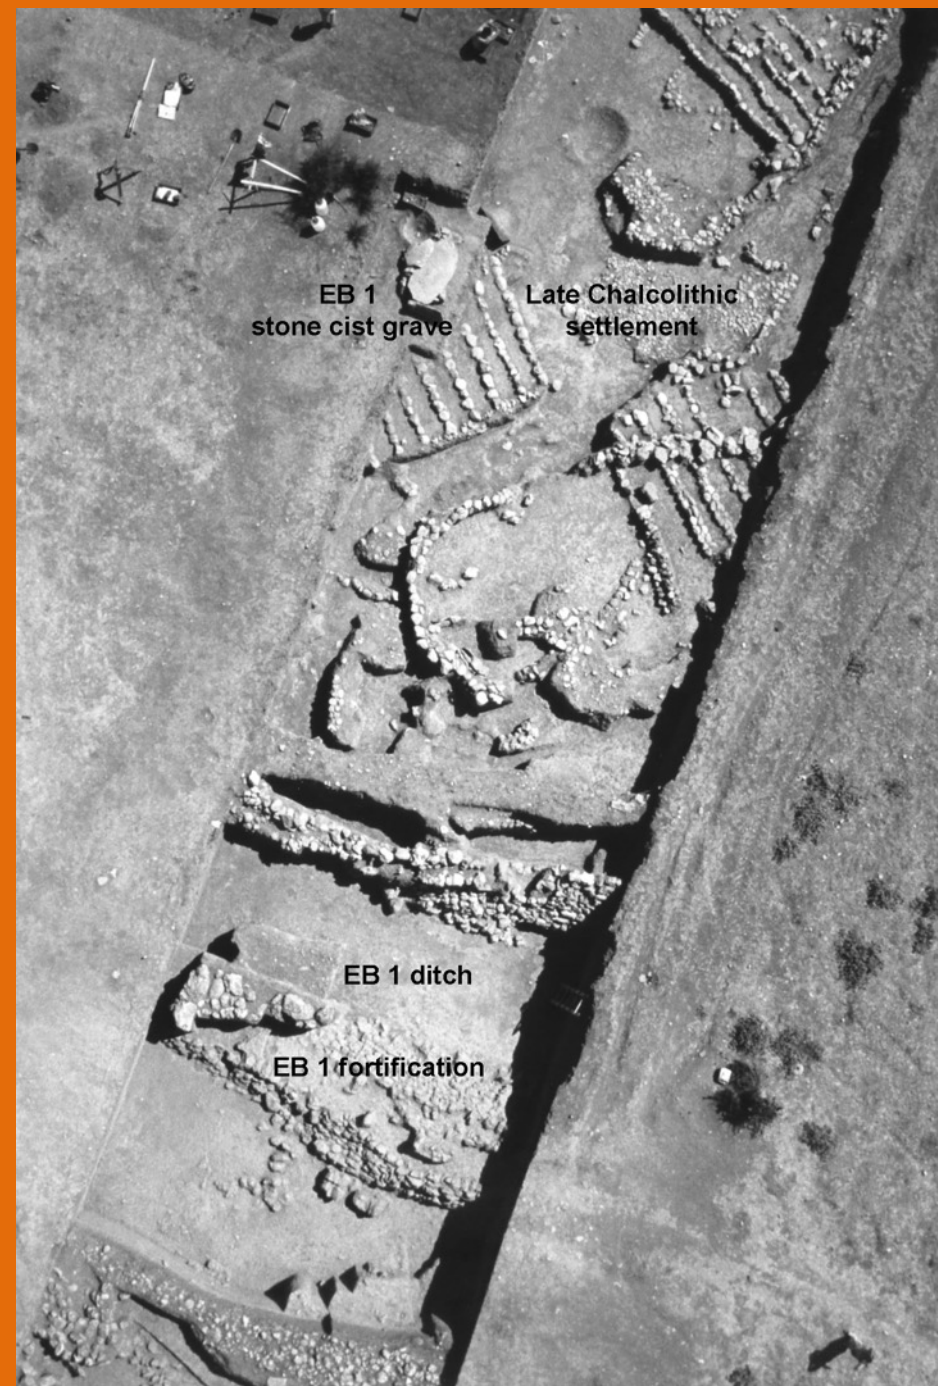 EB 1
stone cist grave
Late Chalcolithic
settlement
EB 1 ditch
EB 1 fortification